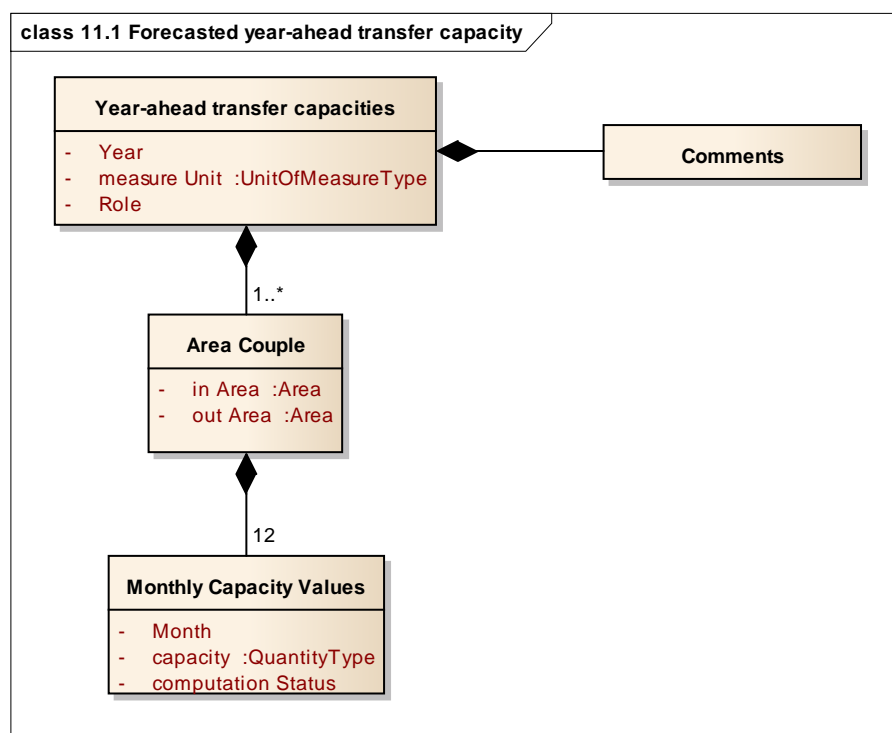 class 11.1 Forecasted year-ahead transfer capacity
Year-ahead transfer capacities
- Year
- measure Unit :UnitOfMeasureType
- Role
Comments
1..*
Area Couple
- in Area :Area
- out Area :Area
12
Monthly Capacity Values
- Month
- capacity :QuantityType
- computation Status